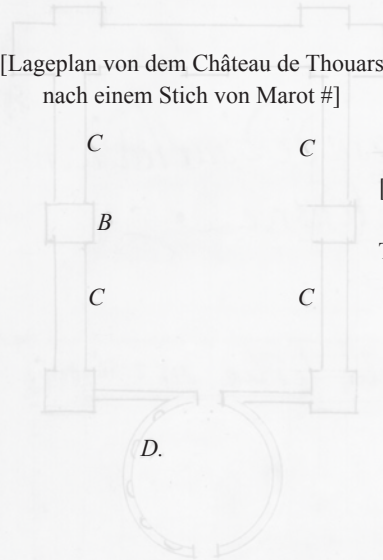 [Lageplan von dem Château de Thouars
nach einem Stich von Marot #]
C C
B
C C
D.